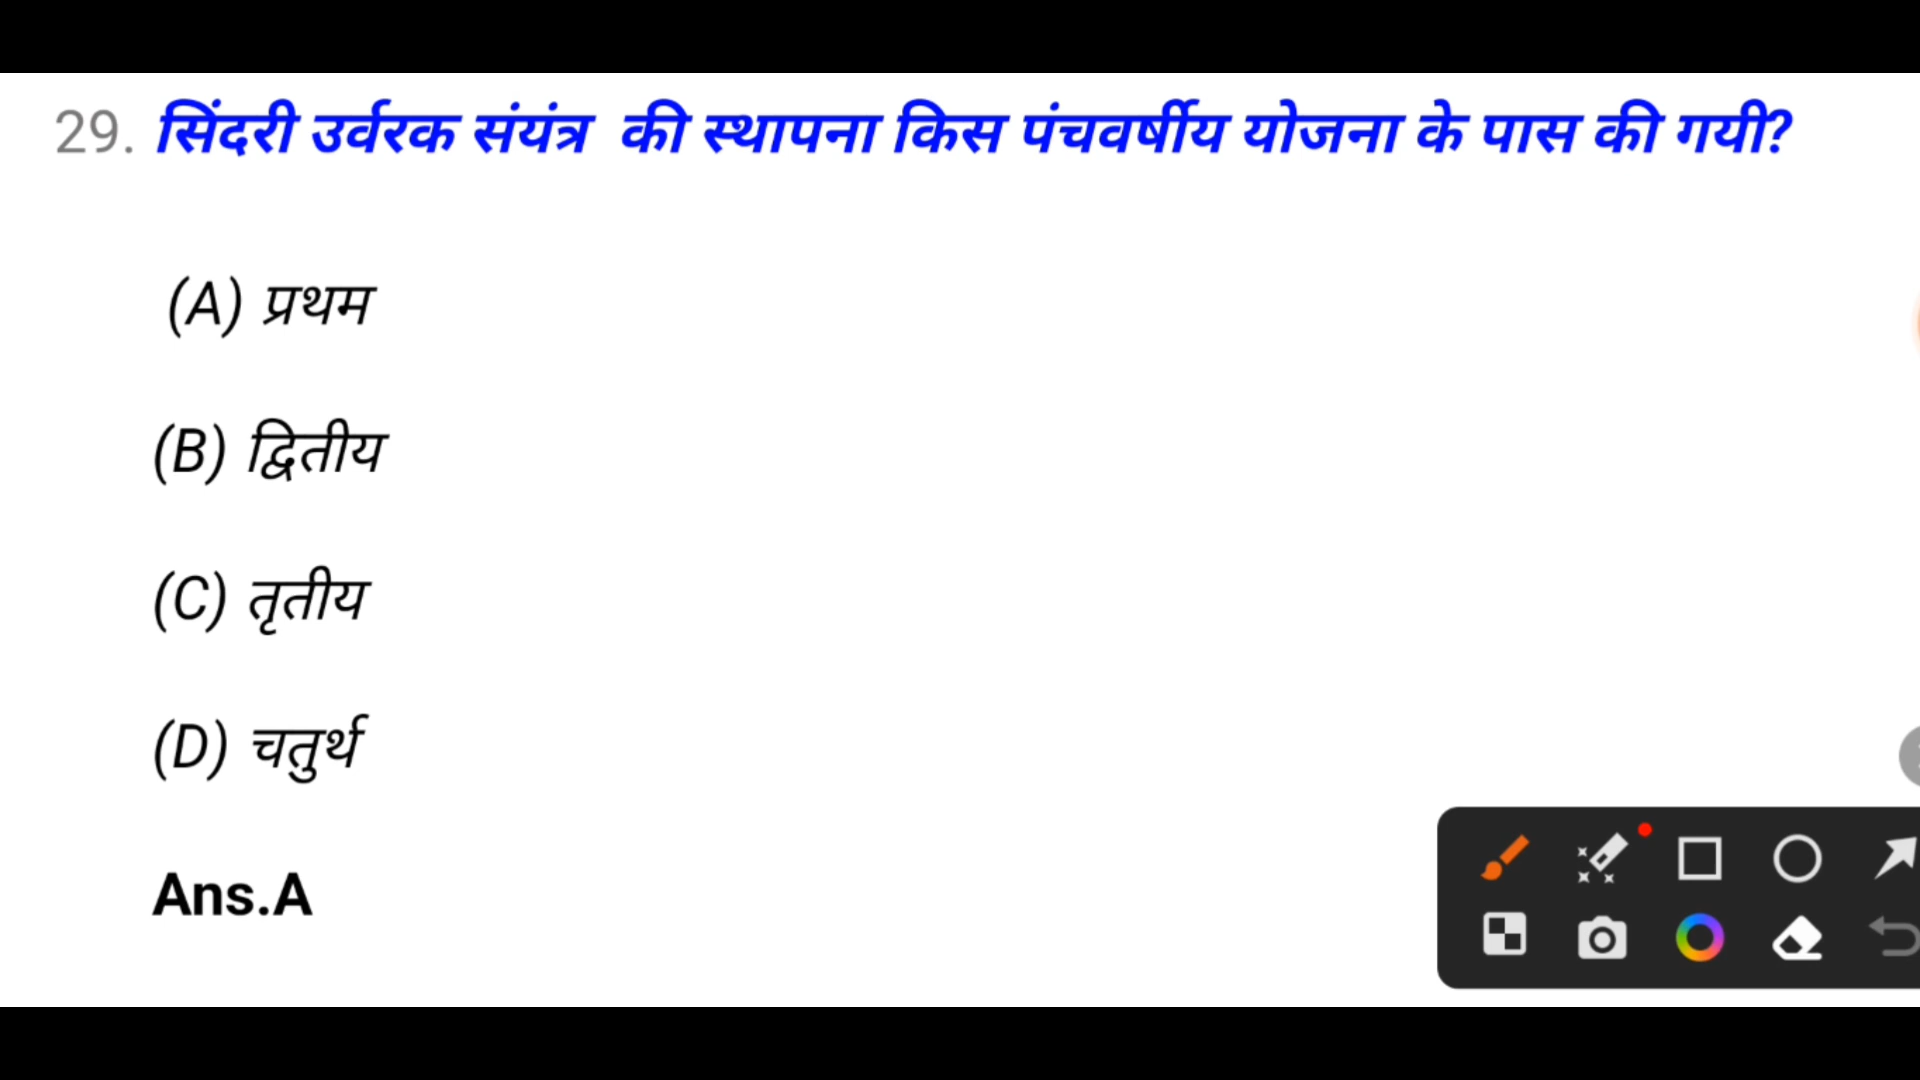 29. सिंदरी उर्वरक संयंत्र की स्थापना किस पंचवर्षीय योजना के पास की गयी?
(A) प्रथम
(B) द्वितीय
(C) तृतीय
(D) चतुर्थ
Ans.A